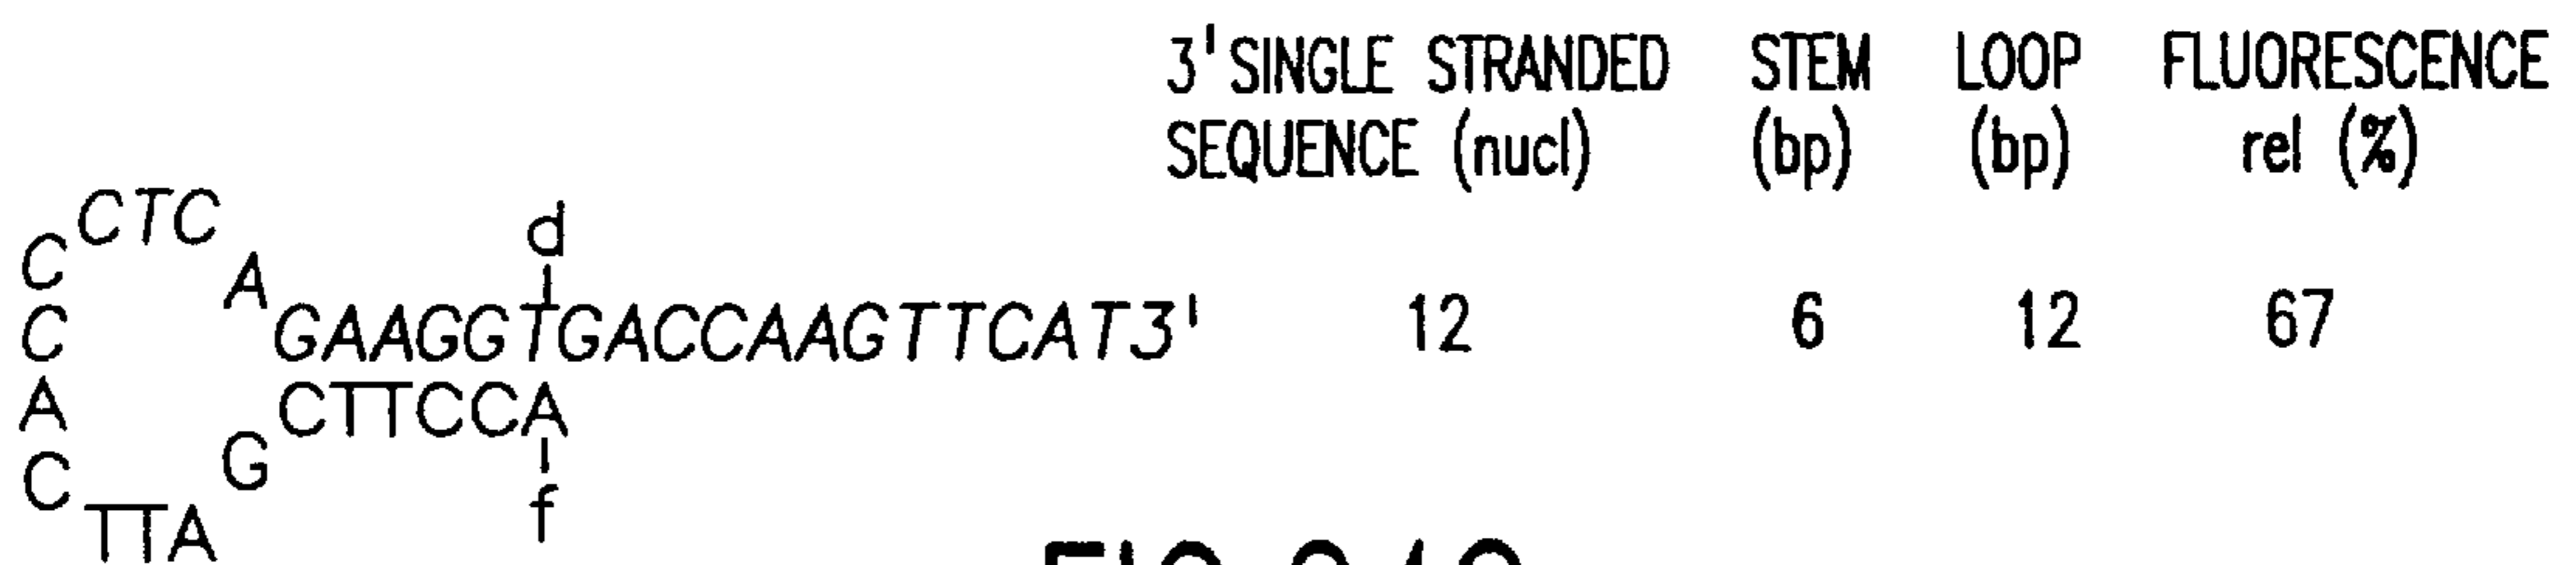 3' SINGLE STRANDED STEM LOOP FLUORESCENCE
SEQUENCE (nucl) (bp) (bp) rel (%)
CTC
d
C
A
C
GAAGGTGACCAAGTTCAT3' 12 6 12 67
A
CTTCCA
G
C
TTA
f